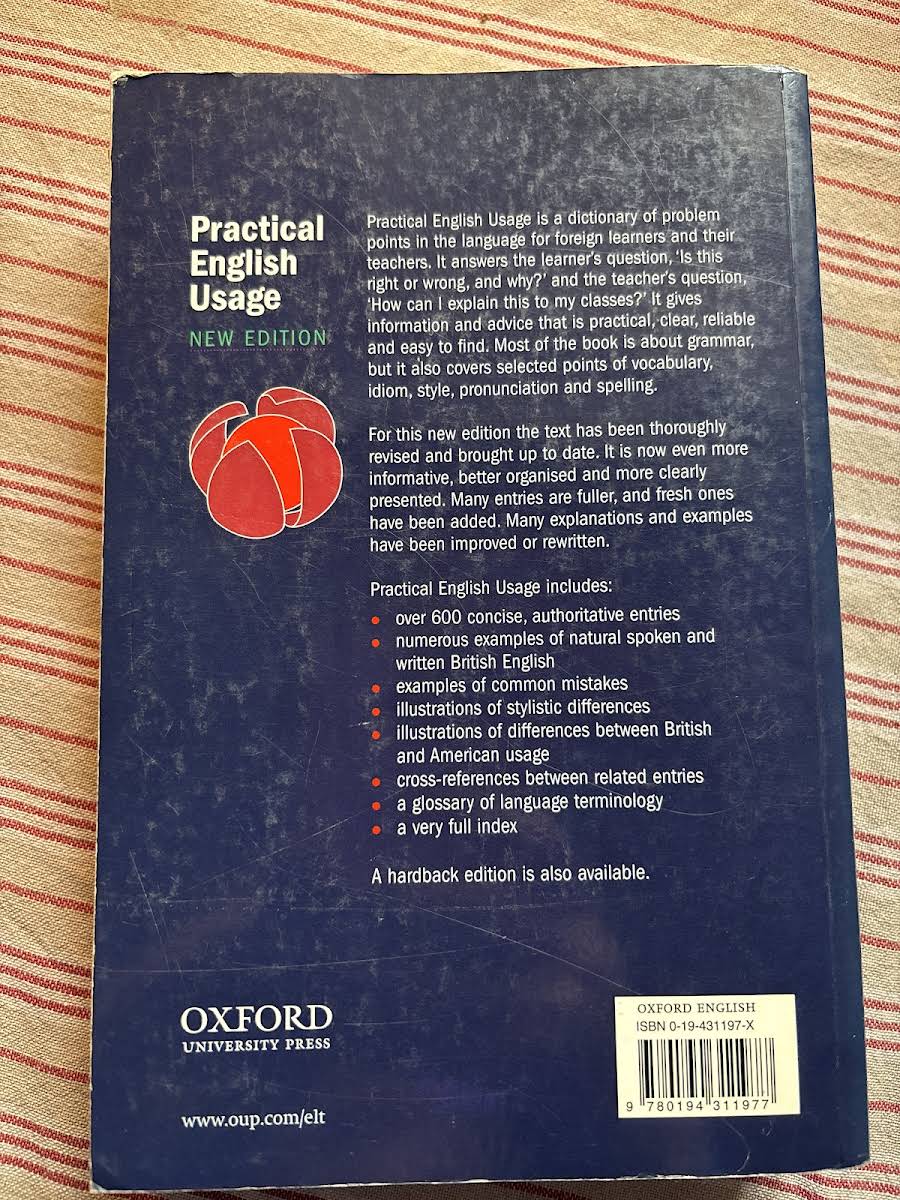 Practical
English
Usage
NEW EDITION
Practical English Usage is a dictionary of problem
points in the language for foreign learners and their
teachers. It answers the learner's question, 'Is this
right or wrong, and why?' and the teacher's question,
'How can I explain this to my classes?' It gives
information and advice that is practical, clear, reliable
and easy to find. Most of the book is about grammar,
but it also covers selected points of vocabulary,
idiom, style, pronunciation and spelling.
For this new edition the text has been thoroughly
revised and brought up to date. It is now even more
informative, better organised and more clearly
presented. Many entries are fuller, and fresh ones
have been added. Many explanations and examples
have been improved or rewritten.
Practical English Usage includes:
• over 600 concise, authoritative entries
• numerous examples of natural spoken and
written British English
• examples of common mistakes
• illustrations of stylistic differences
• illustrations of differences between British
and American usage
• cross-references between related entries
• a glossary of language terminology
• a very full index
A hardback edition is also available.
OXFORD
UNIVERSITY PRESS
www.oup.com/elt
OXFORD ENGLISH
ISBN 0-19-431197-X
9 780194 311977